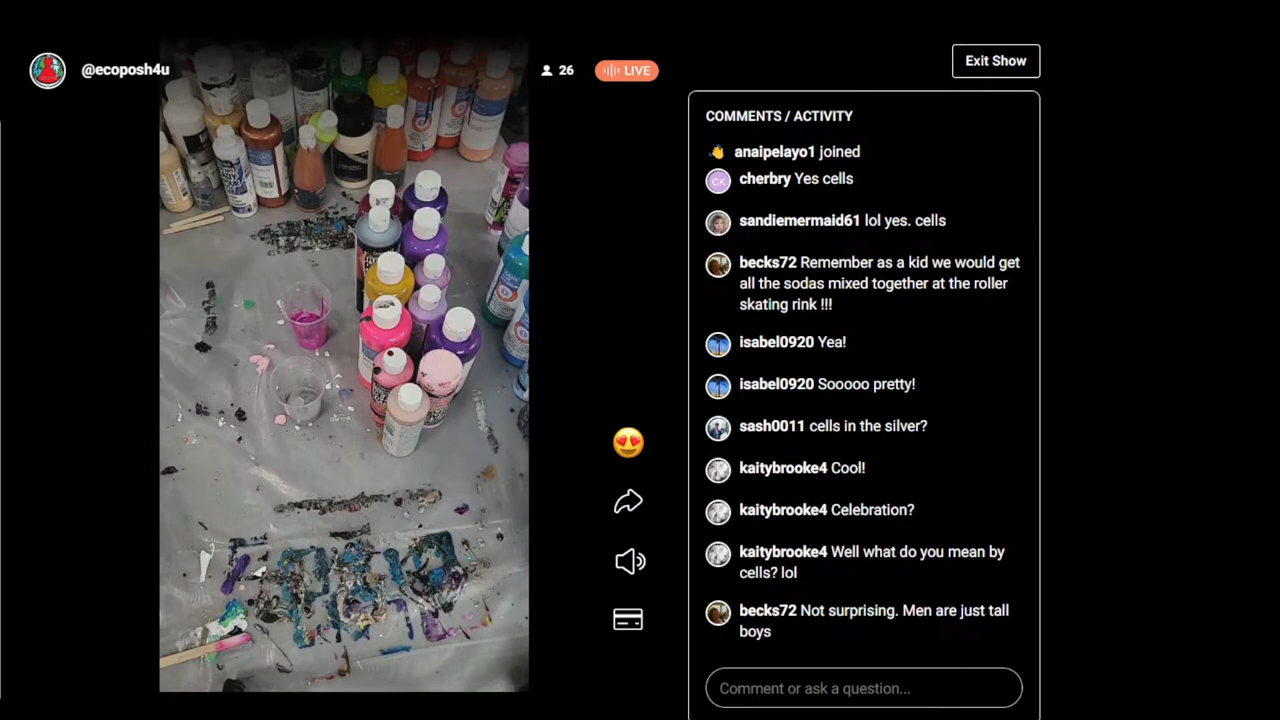 @ecoposh4u
26
LIVE
Exit Show
COMMENTS / ACTIVITY
anaipelayo1 joined
CK
cherbry Yes cells
sandiemermaid61 lol yes. cells
becks72 Remember as a kid we would get
all the sodas mixed together at the roller
skating rink !!!
isabel0920 Yea!
isabel0920 Sooooo pretty!
sash0011 cells in the silver?
kaitybrooke4 Cool!
kaitybrooke4 Celebration?
kaitybrooke4 Well what do you mean by
cells? lol
becks72 Not surprising. Men are just tall
boys
Comment or ask a question...